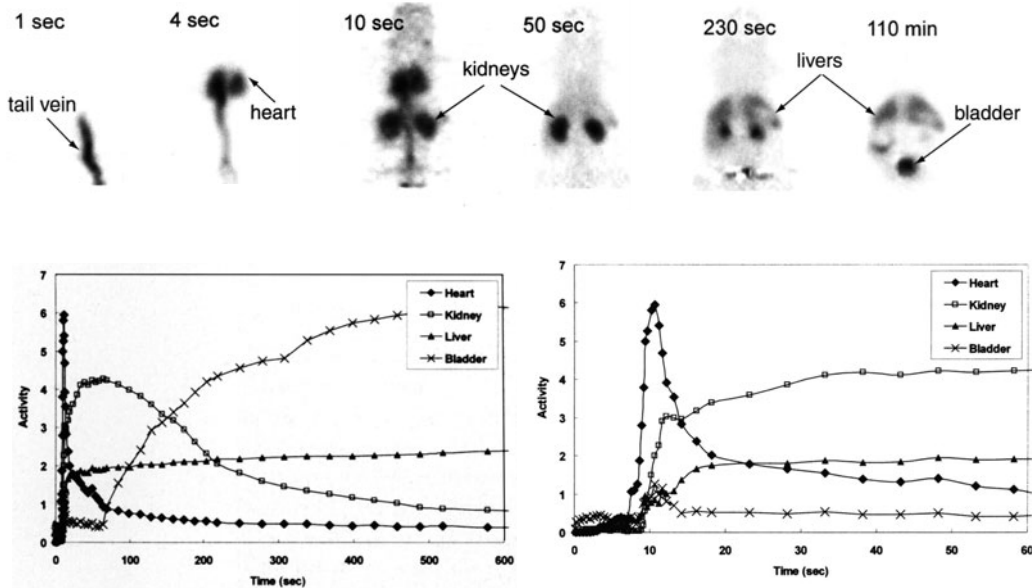 1 sec
4 sec
10 sec
50 sec
230 sec
110 min
tail vein
heart
kidneys
livers
bladder
7
6
5
4
3
2
1
0
Activity
0
100
200
300
400
500
600
Time (sec)
Heart
Kidney
Liver
Bladder
7
6
5
4
3
2
1
0
Activity
0
10
20
30
40
50
60
Time (sec)
Heart
Kidney
Liver
Bladder